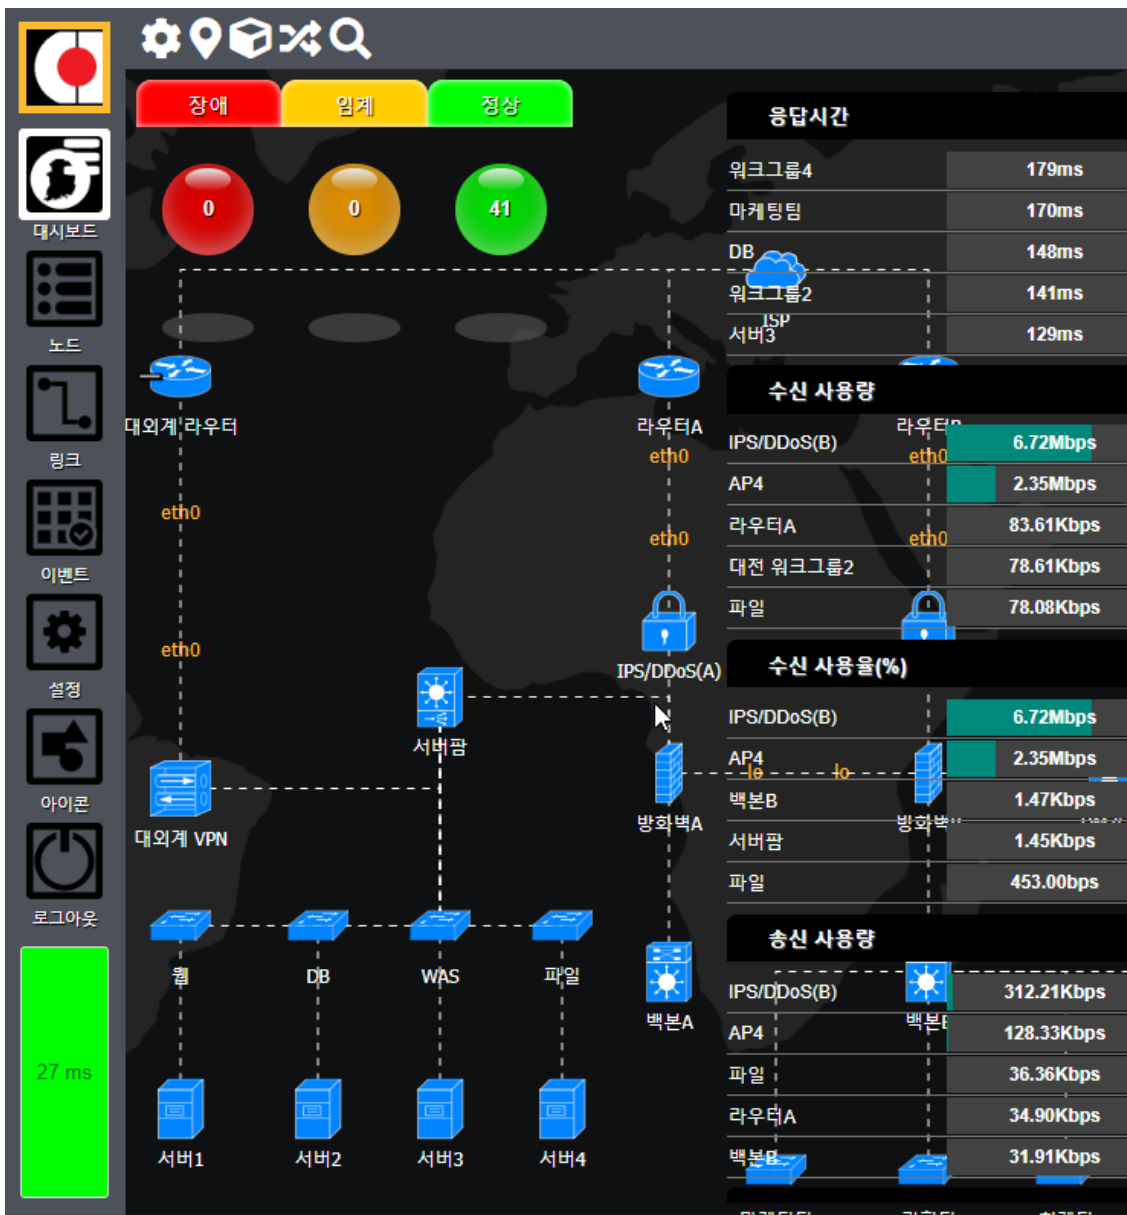 장애 임계 정상
0 0 41
대시보드
노드
링크
이벤트
설정
아이콘
로그아웃
27 ms
ISP
대외계 라우터
라우터A
eth0
eth0
eth0
eth0
eth0
eth0
IPS/DDoS(A)
서버팜
대외계 VPN
방화벽A
lo lo
웹 DB WAS 파일
백본A
서버1 서버2 서버3 서버4
응답시간
워크그룹4 179ms
마케팅팀 170ms
DB 148ms
워크그룹2 141ms
서버3 129ms
수신 사용량
IPS/DDoS(B) 6.72Mbps
AP4 2.35Mbps
라우터A 83.61Kbps
대전 워크그룹2 78.61Kbps
파일 78.08Kbps
수신 사용율(%)
IPS/DDoS(B) 6.72Mbps
AP4 2.35Mbps
백본B 1.47Kbps
서버팜 1.45Kbps
파일 453.00bps
송신 사용량
IPS/DDoS(B) 312.21Kbps
AP4 128.33Kbps
파일 36.36Kbps
라우터A 34.90Kbps
백본B 31.91Kbps